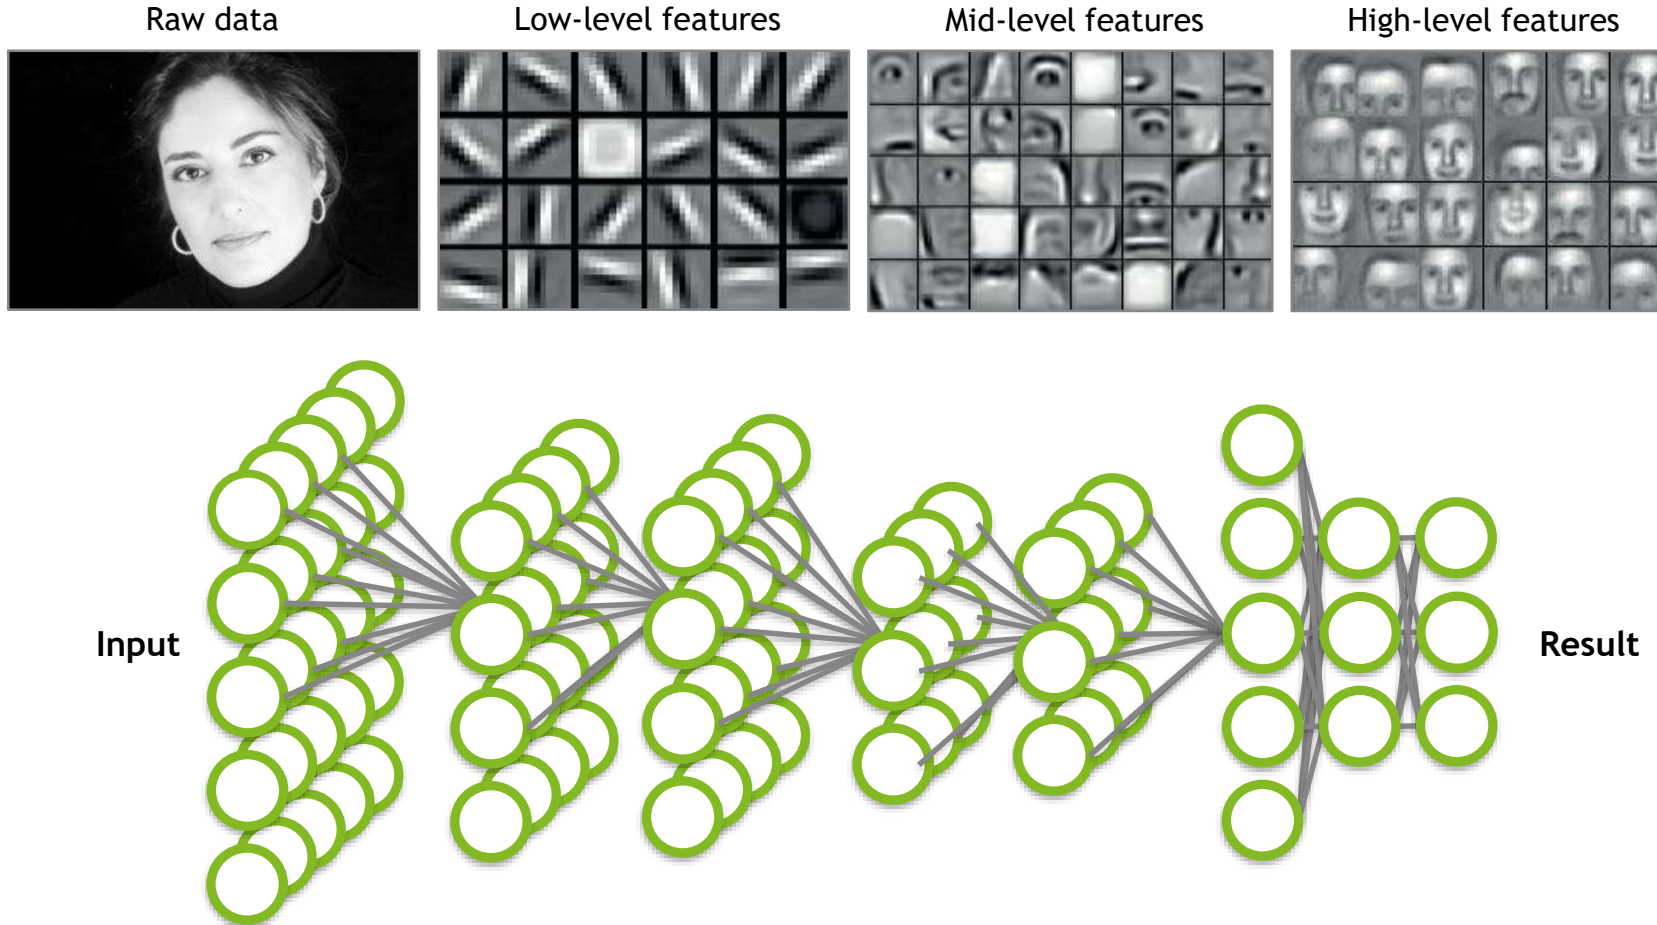 Raw data
Low-level features
Mid-level features
High-level features
Input
Result